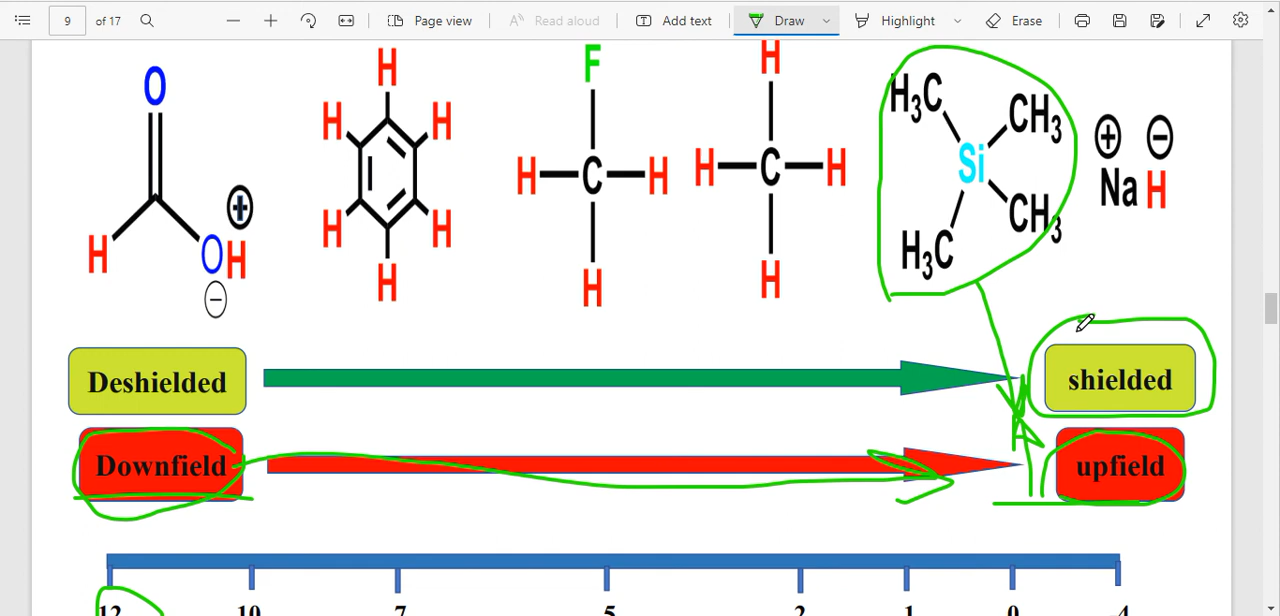 9 of 17 Page view Read aloud Add text Draw Highlight Erase
O
H
O H
H
H H
H H
H
F
H C H
H
H
H C H
H
H₃C CH₃
Si
H₃C CH₃
Na H
Deshielded shielded
Downfield upfield
12 10 7 5 2 1 0 -4